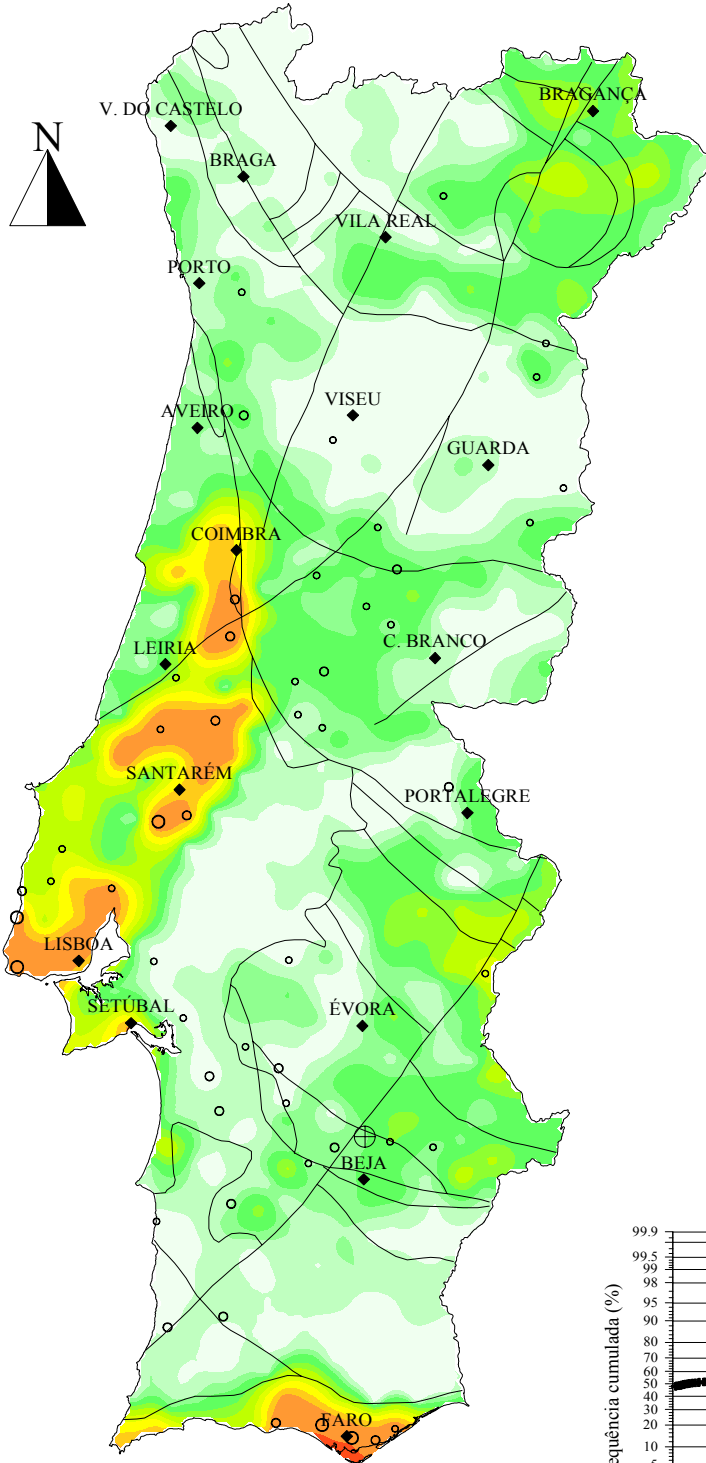 BRAGANÇA
V. DO CASTELO
N
BRAGA
VILA REAL
PORTO
VISEU
AVEIRO
GUARDA
COIMBRA
C. BRANCO
LEIRIA
SANTARÉM
PORTALEGRE
LISBOA
SETÚBAL
ÉVORA
BEJA
FARO
99.9
99.5
99
98
95
90
80
70
60
50
40
30
20
10
equência cumulada (%)